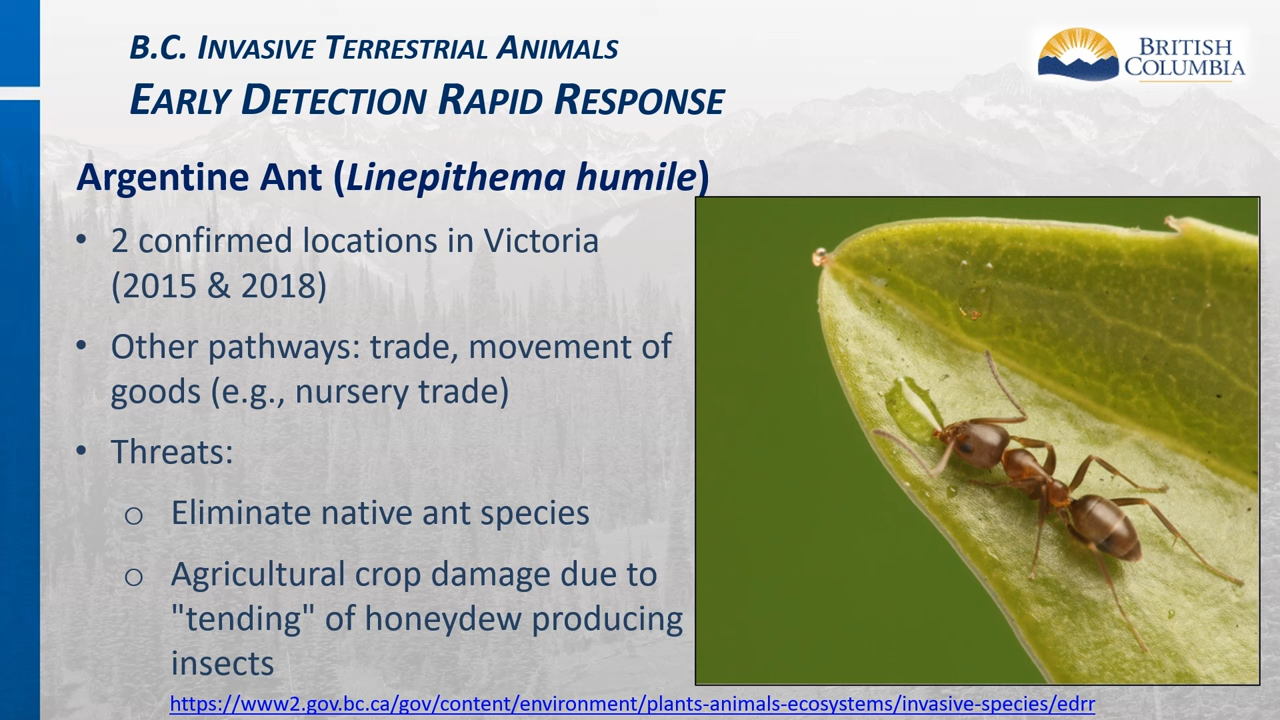 B.C. INVASIVE TERRESTRIAL ANIMALS
EARLY DETECTION RAPID RESPONSE
BRITISH
COLUMBIA
Argentine Ant (Linepithema humile)
• 2 confirmed locations in Victoria
(2015 & 2018)
• Other pathways: trade, movement of
goods (e.g., nursery trade)
• Threats:
o Eliminate native ant species
o Agricultural crop damage due to
"tending" of honeydew producing
insects
https://www2.gov.bc.ca/gov/content/environment/plants-animals-ecosystems/invasive-species/edrr